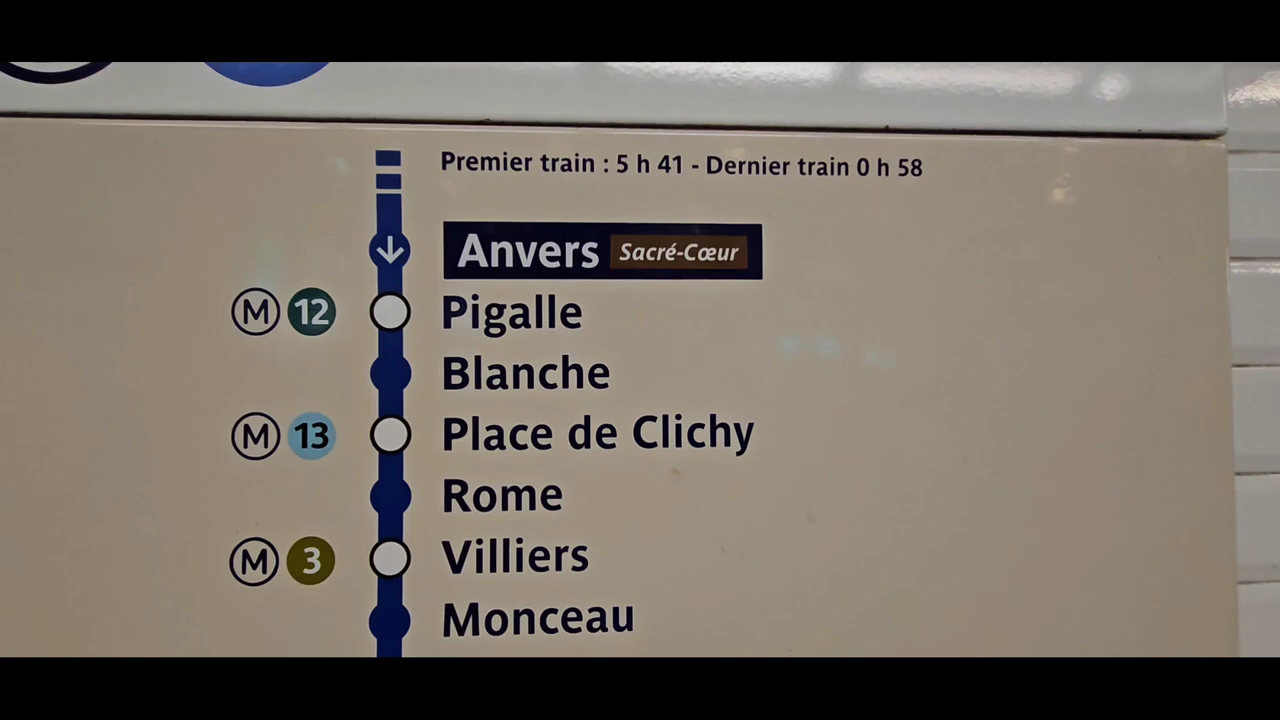 Premier train : 5 h 41 - Dernier train 0 h 58
Anvers Sacré-Cœur
M 12 Pigalle
Blanche
M 13 Place de Clichy
Rome
M 3 Villiers
Monceau